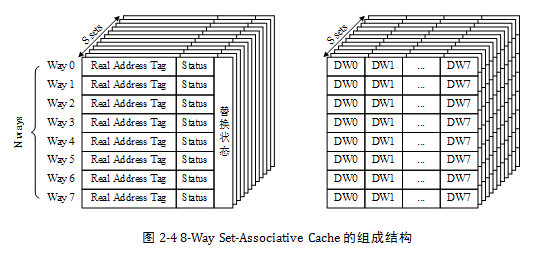 S sets
Way 0 Real Address Tag Status DW0 DW1 ... DW7
Way 1 Real Address Tag Status DW0 DW1 ... DW7
Way 2 Real Address Tag Status DW0 DW1 ... DW7
Way 3 Real Address Tag Status DW0 DW1 ... DW7
Way 4 Real Address Tag Status DW0 DW1 ... DW7
Way 5 Real Address Tag Status DW0 DW1 ... DW7
Way 6 Real Address Tag Status DW0 DW1 ... DW7
Way 7 Real Address Tag Status DW0 DW1 ... DW7
N ways
替换状态
S sets
图 2-4 8-Way Set-Associative Cache 的组成结构